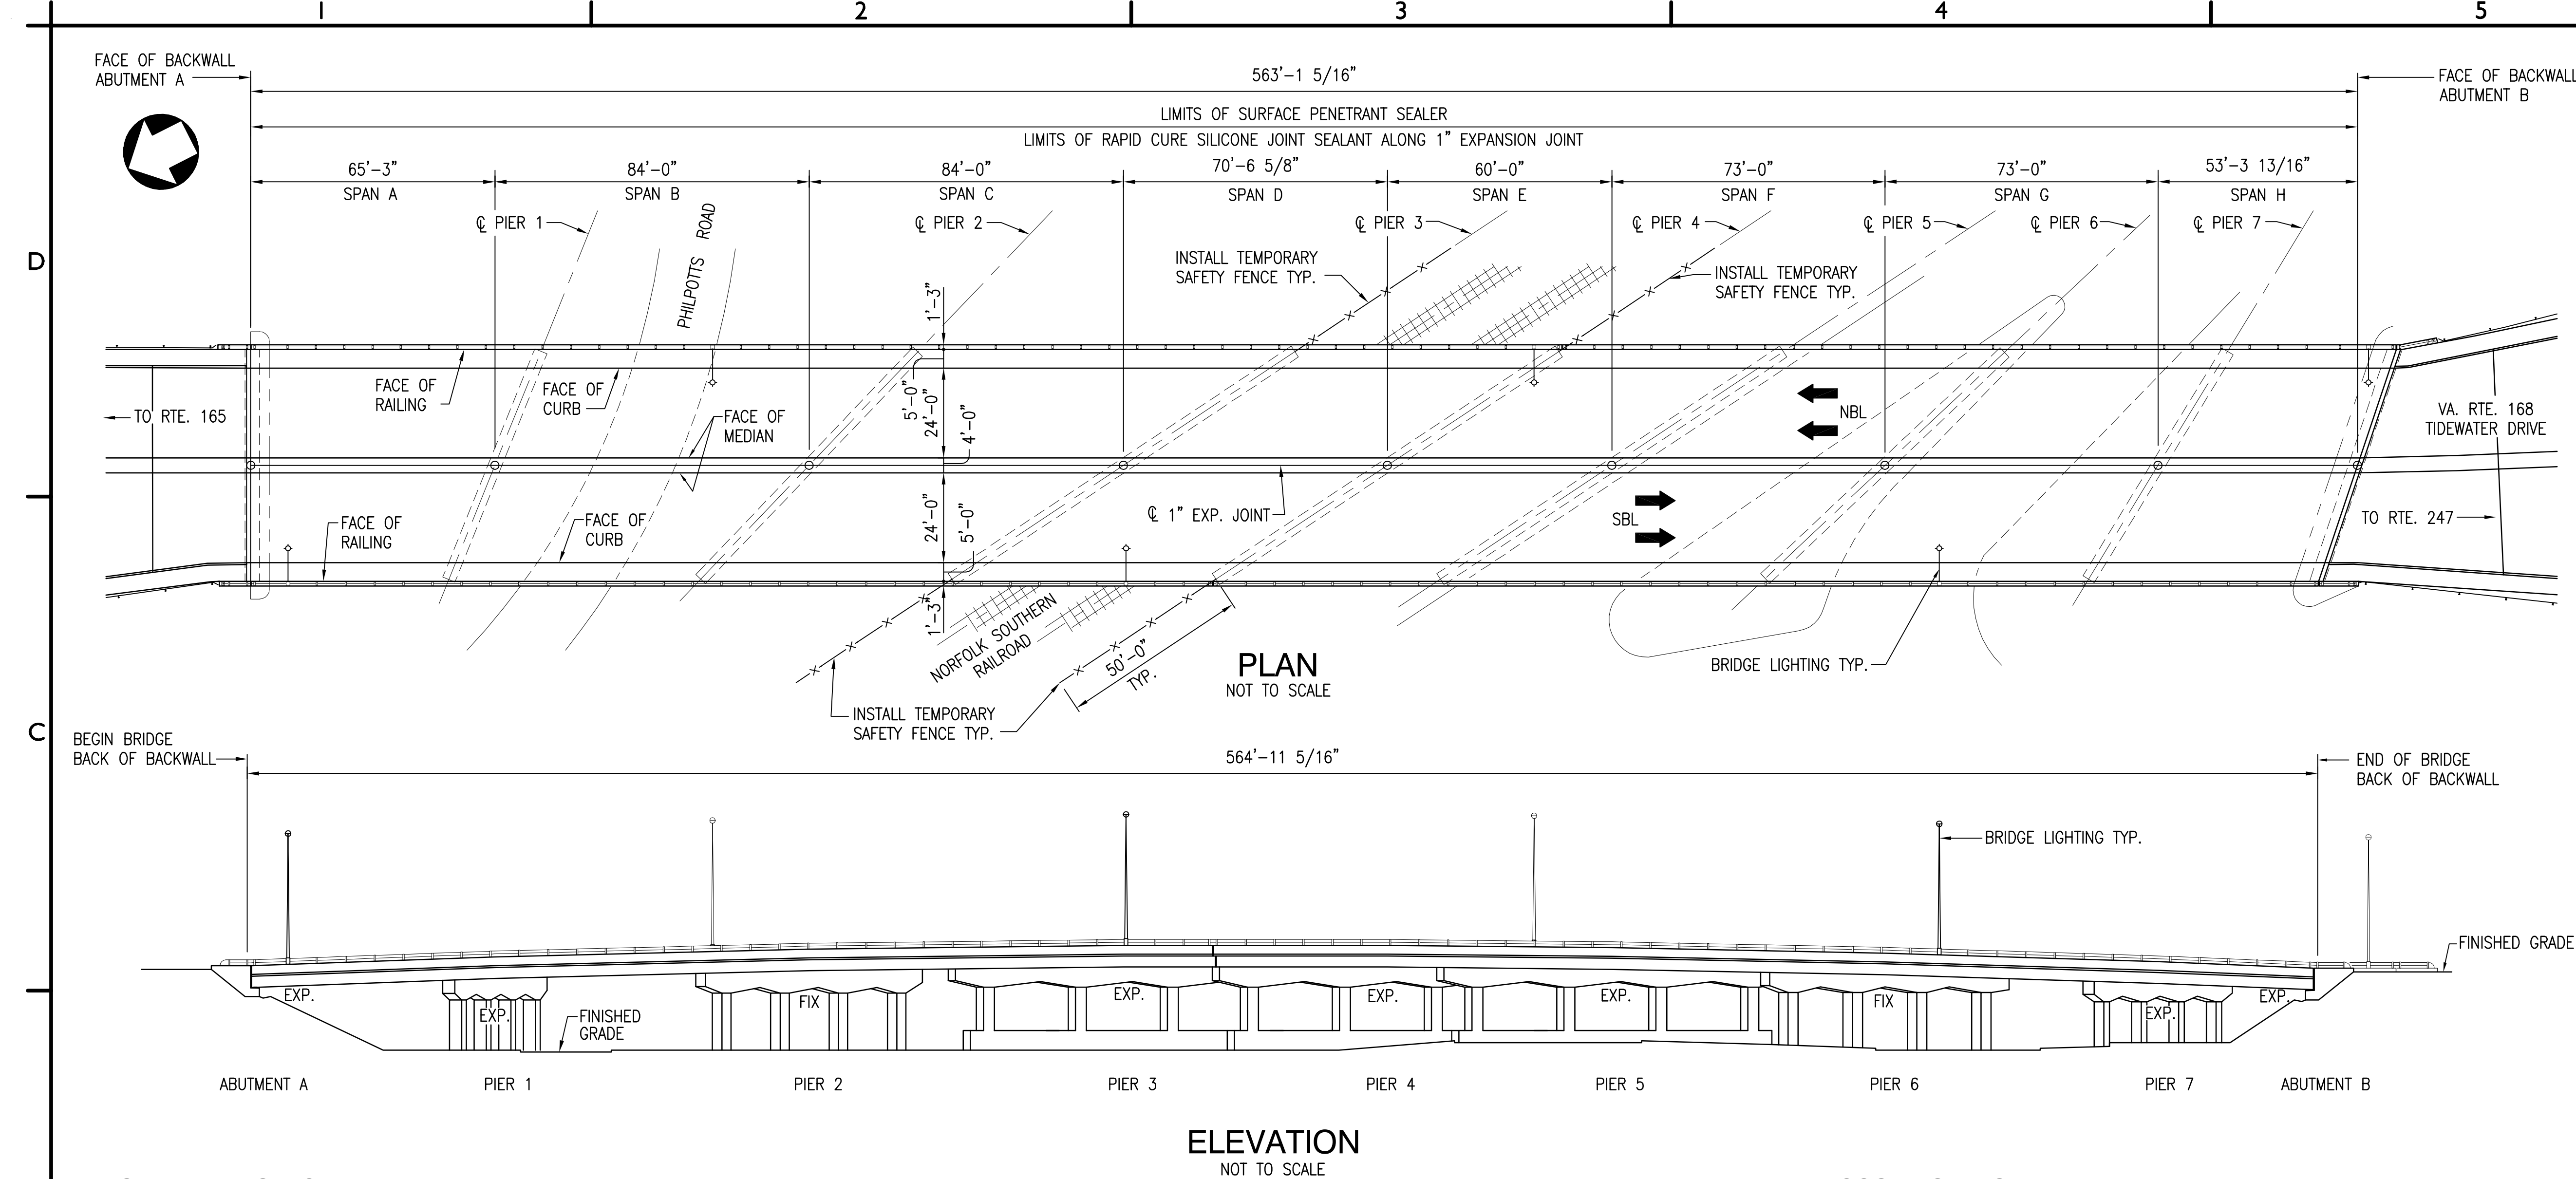 1 2 3 4 5
FACE OF BACKWALL
ABUTMENT A
563'-1 5/16"
FACE OF BACKWALL
ABUTMENT B
LIMITS OF SURFACE PENETRANT SEALER
LIMITS OF RAPID CURE SILICONE JOINT SEALANT ALONG 1" EXPANSION JOINT
65'-3" 84'-0" 84'-0" 70'-6 5/8" 60'-0" 73'-0" 73'-0" 53'-3 13/16"
SPAN A SPAN B SPAN C SPAN D SPAN E SPAN F SPAN G SPAN H
℄ PIER 1 ℄ PIER 2 ℄ PIER 3 ℄ PIER 4 ℄ PIER 5 ℄ PIER 6 ℄ PIER 7
PHILPOTTS ROAD
D
INSTALL TEMPORARY
SAFETY FENCE TYP.
INSTALL TEMPORARY
SAFETY FENCE TYP.
1'-3"
FACE OF
RAILING
FACE OF
CURB
5'-0"
24'-0"
4'-0"
TO RTE. 165
FACE OF
MEDIAN
NBL
VA. RTE. 168
TIDEWATER DRIVE
FACE OF
RAILING
FACE OF
CURB
24'-0"
5'-0"
℄ 1" EXP. JOINT
SBL
TO RTE. 247
1'-3"
NORFOLK SOUTHERN
RAILROAD
50'-0"
TYP.
PLAN
NOT TO SCALE
BRIDGE LIGHTING TYP.
INSTALL TEMPORARY
SAFETY FENCE TYP.
C
BEGIN BRIDGE
BACK OF BACKWALL
564'-11 5/16"
END OF BRIDGE
BACK OF BACKWALL
BRIDGE LIGHTING TYP.
FINISHED GRADE
EXP. EXP. FIX EXP. EXP. EXP. FIX EXP. EXP.
FINISHED
GRADE
ABUTMENT A PIER 1 PIER 2 PIER 3 PIER 4 PIER 5 PIER 6 PIER 7 ABUTMENT B
ELEVATION
NOT TO SCALE